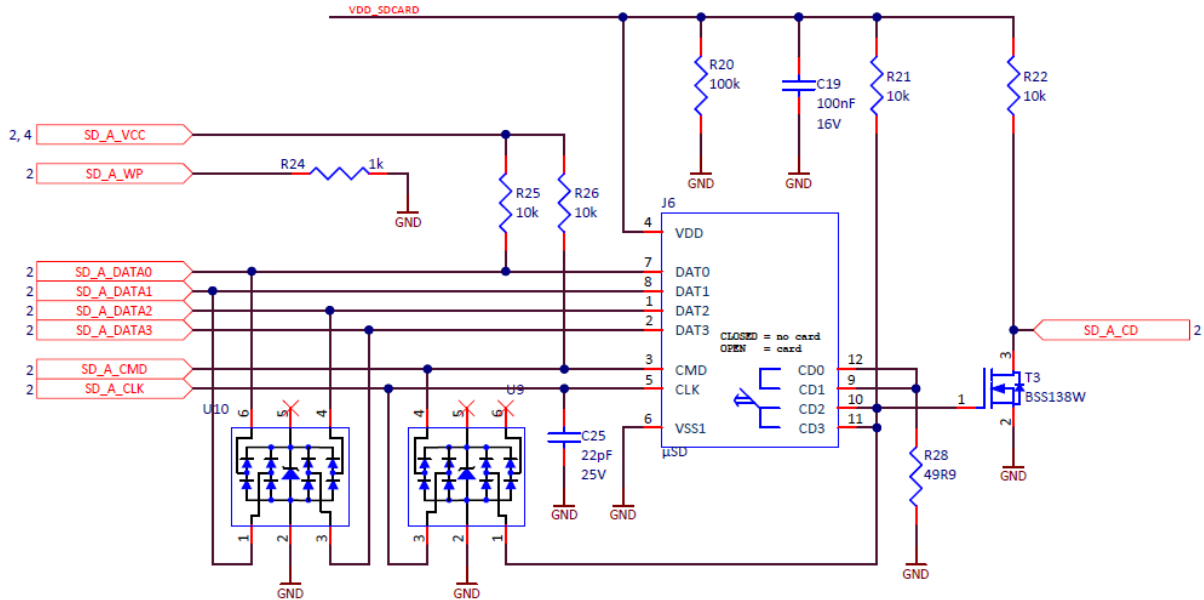 VDD_SDCARD
R20
100k
C19
100nF
16V
R21
10k
R22
10k
2, 4 SD_A_VCC
2 SD_A_WP
R24 1k
GND
R25
10k
R26
10k
GND
GND
J6
4 VDD
2 SD_A_DATA0
7 DAT0
2 SD_A_DATA1
8 DAT1
2 SD_A_DATA2
1 DAT2
2 SD_A_DATA3
2 DAT3
CLOSED = no card
OPEN = card
SD_A_CD 2
2 SD_A_CMD
3 CMD
CD0 12
2 SD_A_CLK
5 CLK
CD1 9
CD2 10
6 VSS1
CD3 11
µSD
3
T3
BSS138W
1
2
GND
U10
6 5 4
1 2 3
GND
U9
4 5 6
3 2 1
GND
C25
22pF
25V
GND
GND
R28
49R9
GND